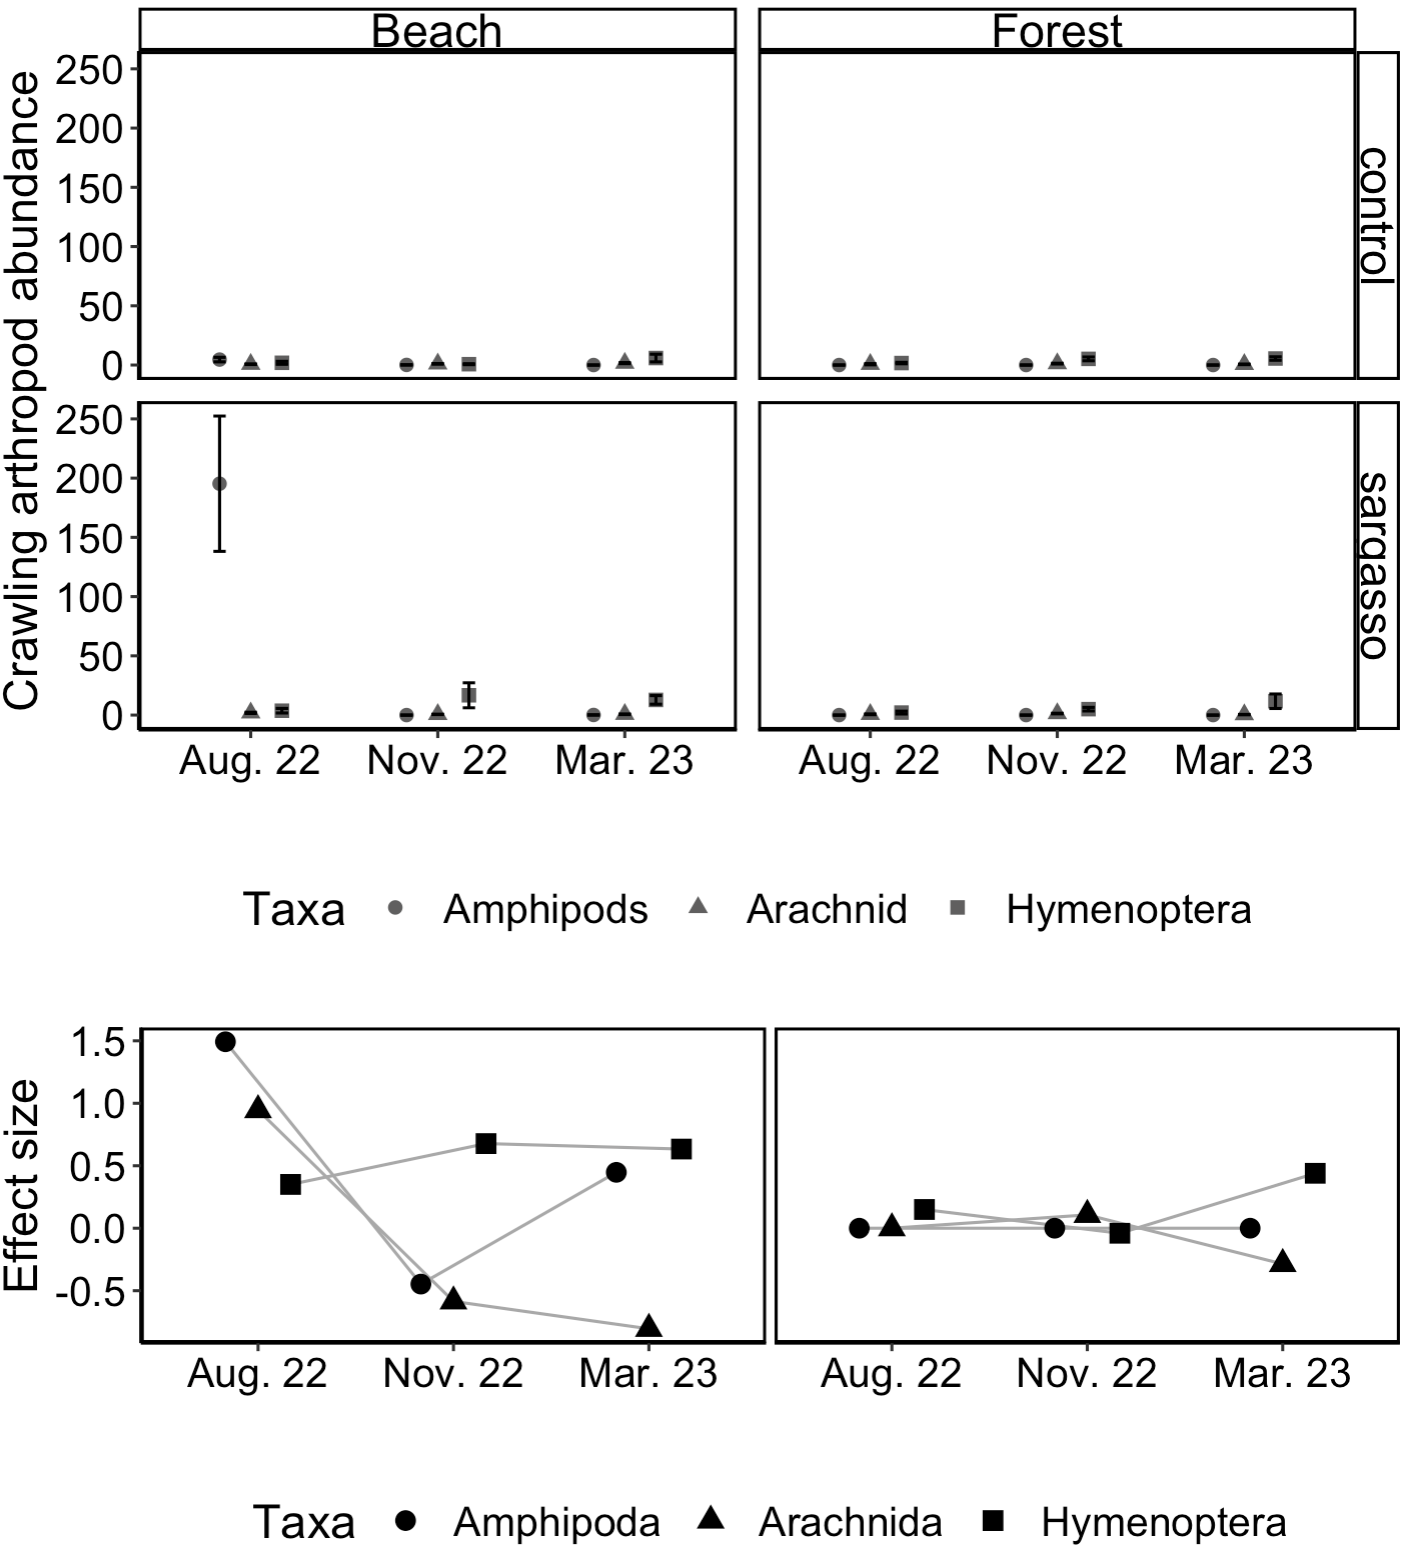 Beach Forest
Crawling arthropod abundance
250
200
150
100
50
0
control
250
200
150
100
50
0
sargasso
Aug. 22 Nov. 22 Mar. 23 Aug. 22 Nov. 22 Mar. 23
Taxa Amphipods Arachnid Hymenoptera
Effect size
1.5
1.0
0.5
0.0
-0.5
Aug. 22 Nov. 22 Mar. 23 Aug. 22 Nov. 22 Mar. 23
Taxa Amphipoda Arachnida Hymenoptera